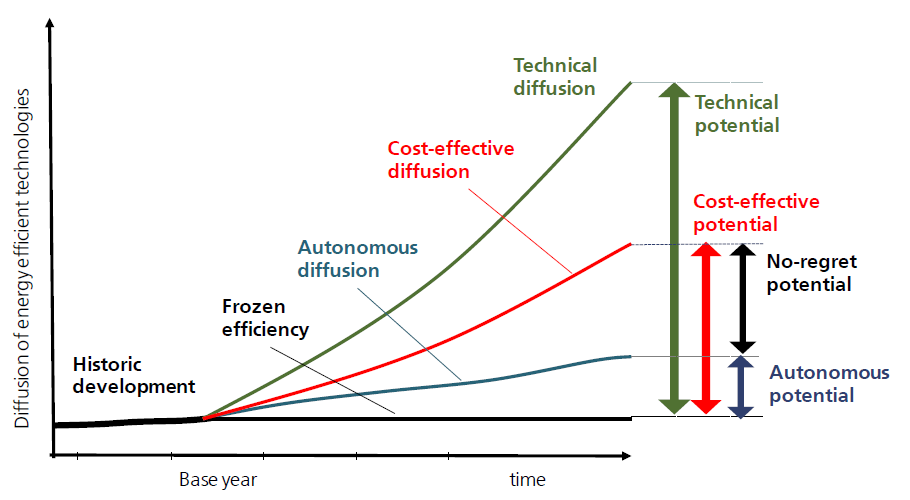 Diffusion of energy efficient technologies
Technical
diffusion
Technical
potential
Cost-effective
diffusion
Cost-effective
potential
Autonomous
diffusion
No-regret
potential
Frozen
efficiency
Historic
development
Autonomous
potential
Base year
time